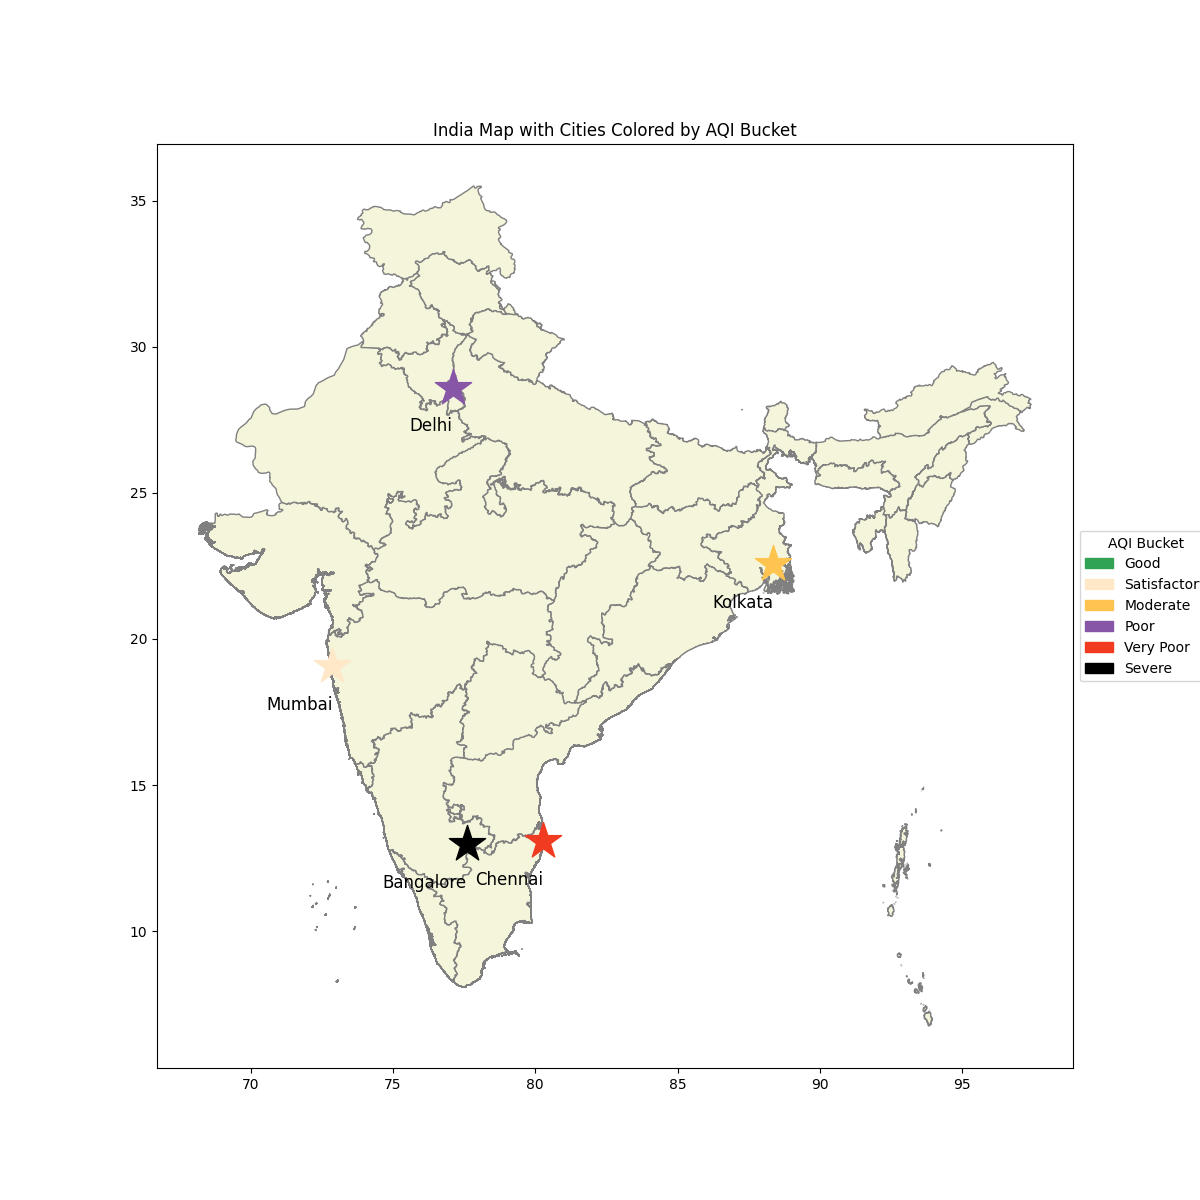 India Map with Cities Colored by AQI Bucket
35
30
25
20
15
10
Delhi
Kolkata
Mumbai
Bangalore
Chennai
AQI Bucket
Good
Satisfactor
Moderate
Poor
Very Poor
Severe
70
75
80
85
90
95